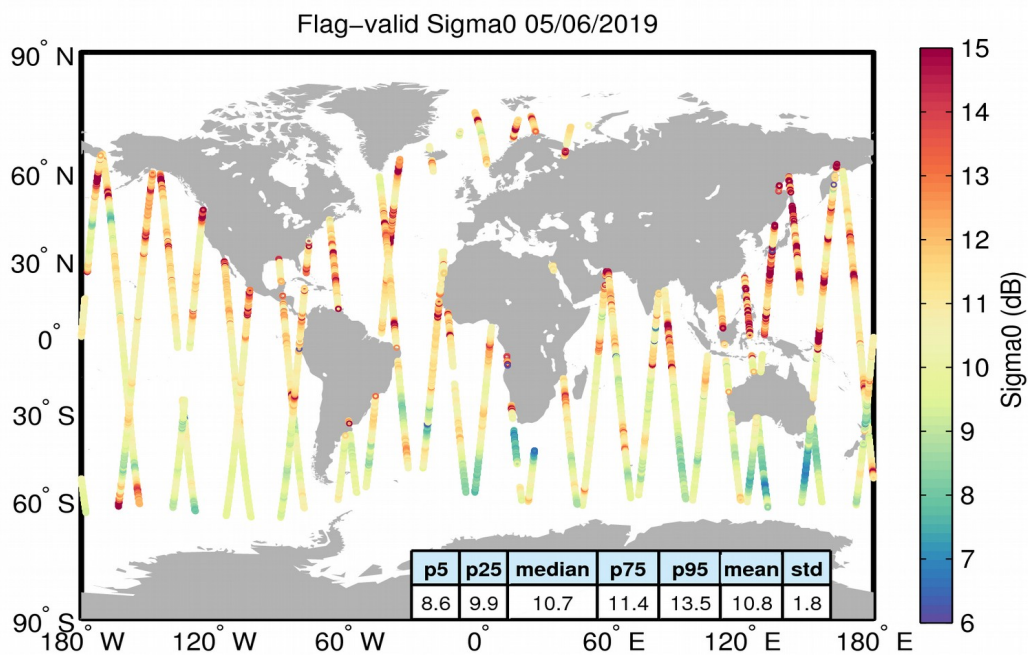 Flag−valid Sigma0 05/06/2019
90° N
60° N
30° N
0°
30° S
60° S
90° S
180° W
120° W
60° W
0°
60° E
120° E
180° E
p5 p25 median p75 p95 mean std
8.6 9.9 10.7 11.4 13.5 10.8 1.8
15
14
13
12
11
10
9
8
7
6
Sigma0 (dB)